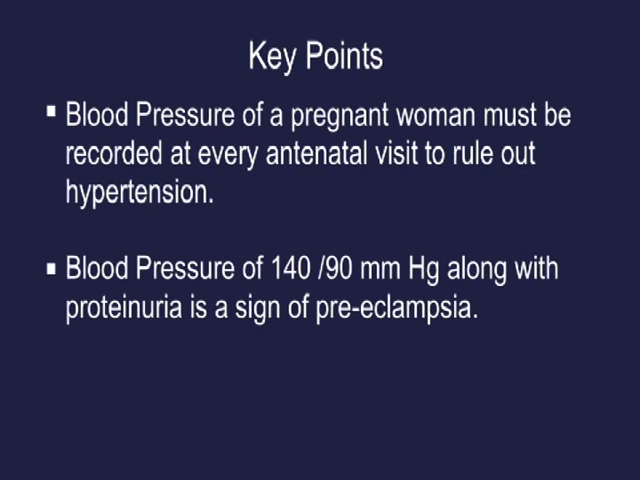 Key Points
▪ Blood Pressure of a pregnant woman must be
recorded at every antenatal visit to rule out
hypertension.
▪ Blood Pressure of 140 /90 mm Hg along with
proteinuria is a sign of pre-eclampsia.